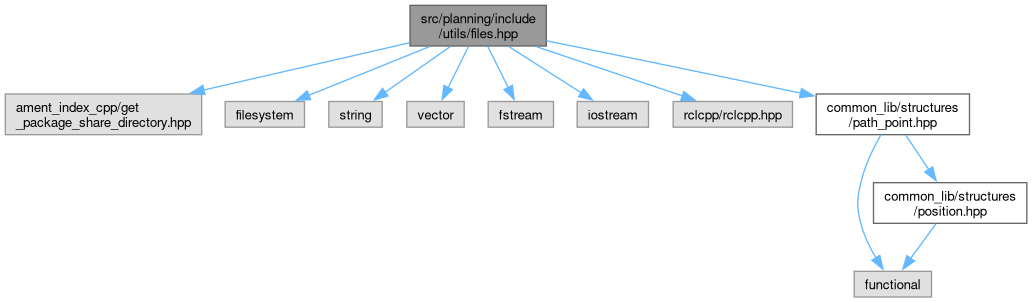 src/planning/include
/utils/files.hpp
ament_index_cpp/get
_package_share_directory.hpp
filesystem
string
vector
fstream
iostream
rclcpp/rclcpp.hpp
common_lib/structures
/path_point.hpp
common_lib/structures
/position.hpp
functional